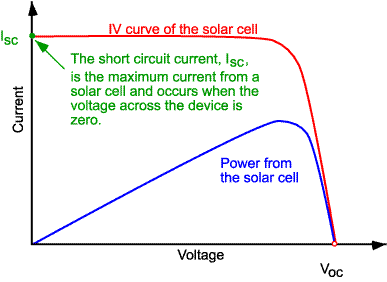 IV curve of the solar cell
ISC
The short circuit current, ISC,
is the maximum current from a
solar cell and occurs when the
voltage across the device is
zero.
Current
Power from
the solar cell
Voltage
VOC